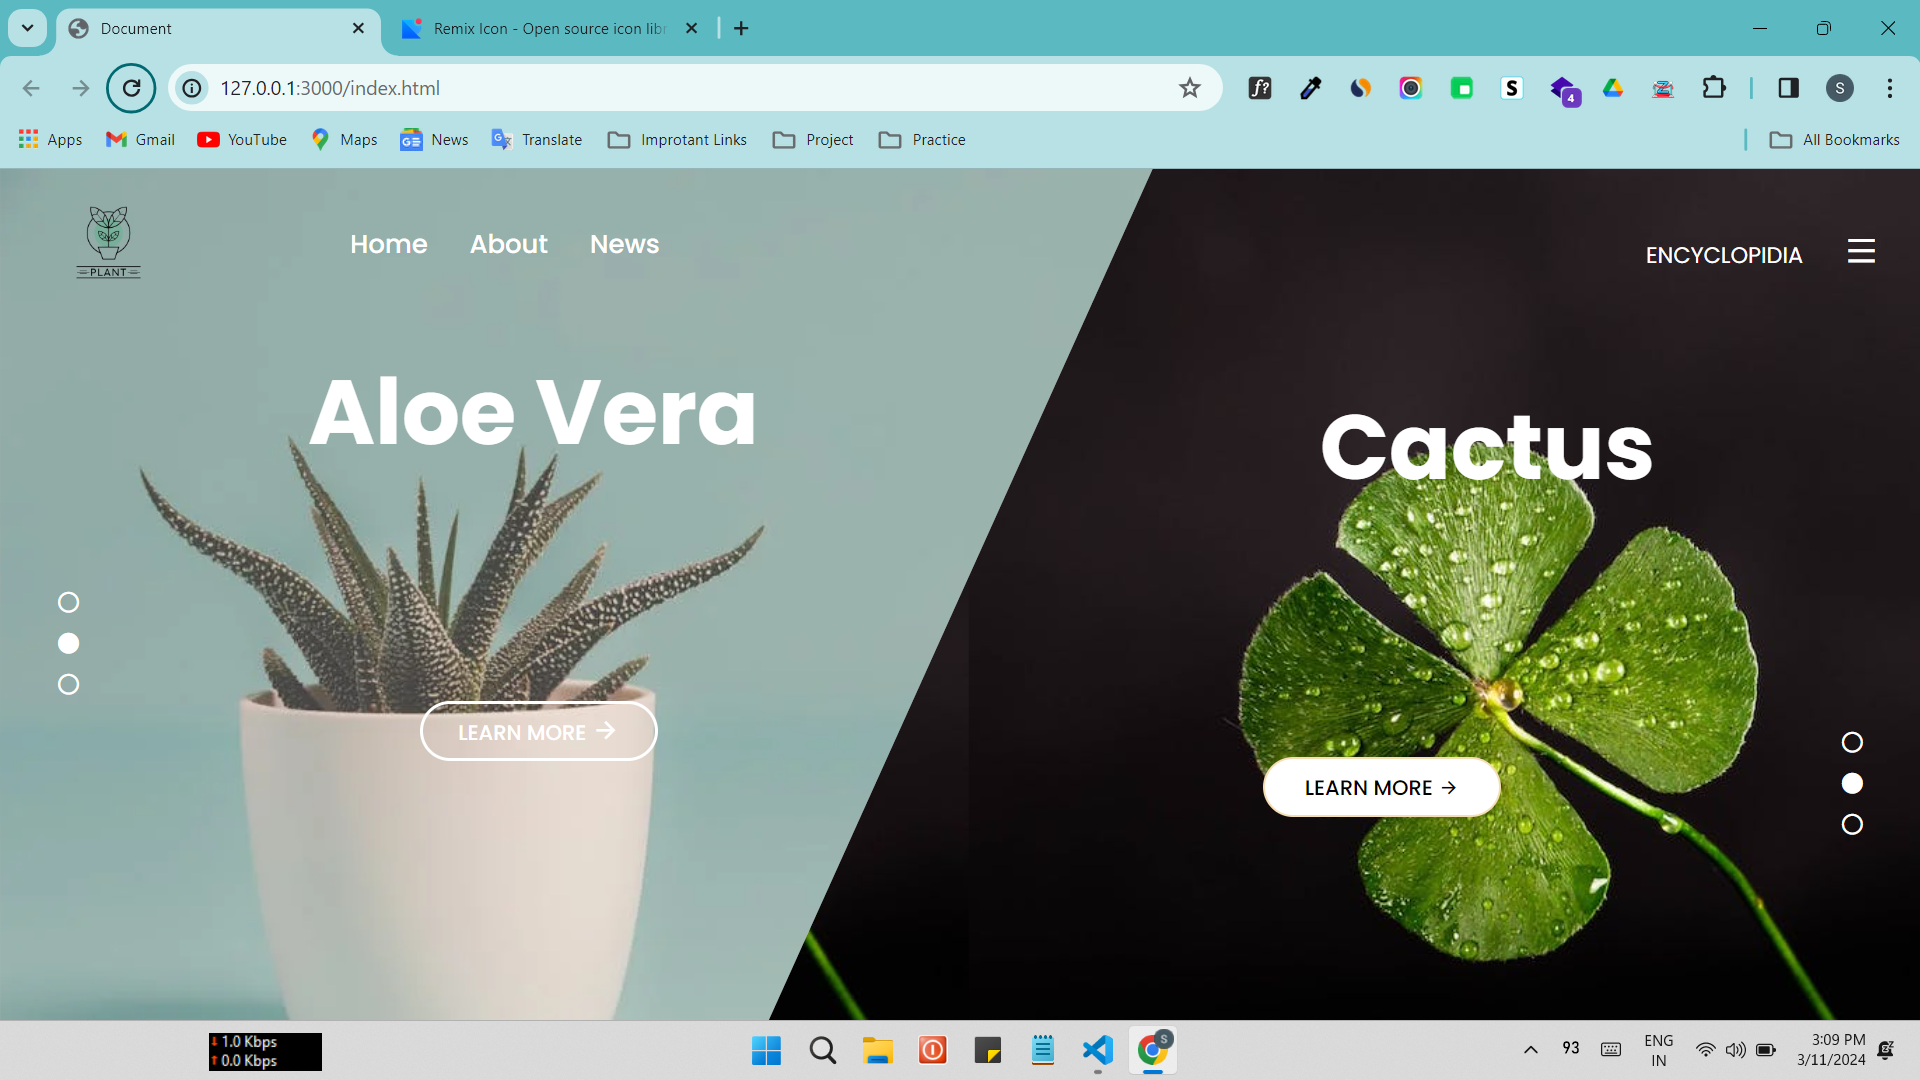 Document
Remix Icon - Open source icon libr
127.0.0.1:3000/index.html
f?
S
4
S
Apps
Gmail
YouTube
Maps
News
Translate
Improtant Links
Project
Practice
All Bookmarks
PLANT
Home
About
News
ENCYCLOPIDIA
Aloe Vera
Cactus
LEARN MORE →
LEARN MORE →
↓ 1.0 Kbps
↑ 0.0 Kbps
S
93
ENG
IN
3:09 PM
3/11/2024